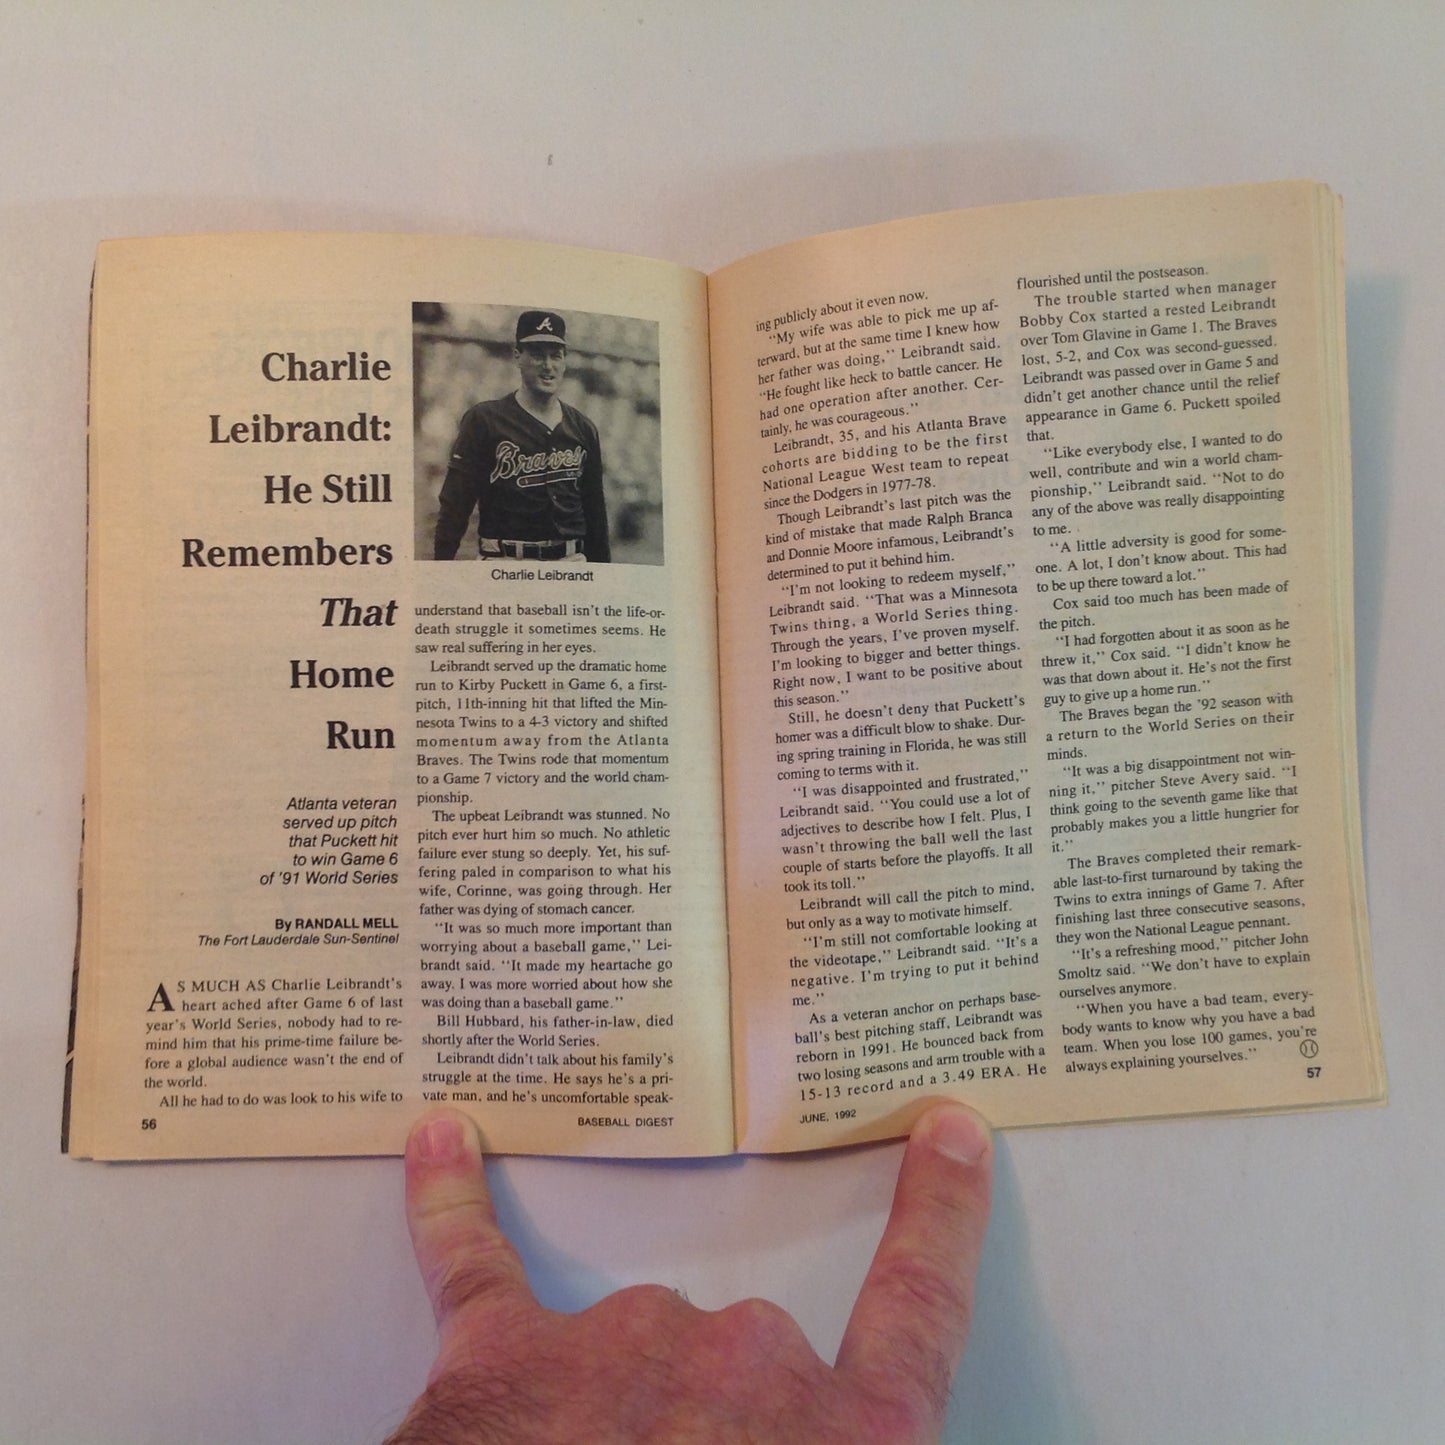 Charlie
Leibrandt:
He Still
Remembers
That
Home
Run
Atlanta veteran
served up pitch
that Puckett hit
to win Game 6
of '91 World Series
By RANDALL MELL
The Fort Lauderdale Sun-Sentinel
AS MUCH AS Charlie Leibrandt's
heart ached after Game 6 of last
year's World Series, nobody had to re-
mind him that his prime-time failure be-
fore a global audience wasn't the end of
the world.
All he had to do was look to his wife to
56
A
Braves
Charlie Leibrandt
understand that baseball isn't the life-or-
death struggle it sometimes seems. He
saw real suffering in her eyes.
Leibrandt served up the dramatic home
run to Kirby Puckett in Game 6, a first-
pitch, 11th-inning hit that lifted the Min-
nesota Twins to a 4-3 victory and shifted
momentum away from the Atlanta
Braves. The Twins rode that momentum
to a Game 7 victory and the world cham-
pionship.
The upbeat Leibrandt was stunned. No
pitch ever hurt him so much. No athletic
failure ever stung so deeply. Yet, his suf-
fering paled in comparison to what his
wife, Corinne, was going through. Her
father was dying of stomach cancer.
"It was so much more important than
worrying about a baseball game," Lei-
brandt said. "It made my heartache go
away. I was more worried about how she
was doing than a baseball game."
Bill Hubbard, his father-in-law, died
shortly after the World Series.
Leibrandt didn't talk about his family's
struggle at the time. He says he's a pri-
vate man, and he's uncomfortable speak-
BASEBALL DIGEST
ing publicly about it even now.
"My wife was able to pick me up af-
terward, but at the same time I knew how
her father was doing," Leibrandt said.
"He fought like heck to battle cancer. He
had one operation after another. Cer-
tainly, he was courageous."
Leibrandt, 35, and his Atlanta Brave
cohorts are bidding to be the first
National League West team to repeat
since the Dodgers in 1977-78.
Though Leibrandt's last pitch was the
kind of mistake that made Ralph Branca
and Donnie Moore infamous, Leibrandt's
determined to put it behind him.
"I'm not looking to redeem myself,"
Leibrandt said. "That was a Minnesota
Twins thing, a World Series thing.
Through the years, I've proven myself.
I'm looking to bigger and better things.
Right now, I want to be positive about
this season."
Still, he doesn't deny that Puckett's
homer was a difficult blow to shake. Dur-
ing spring training in Florida, he was still
coming to terms with it.
"I was disappointed and frustrated,"
Leibrandt said. "You could use a lot of
adjectives to describe how I felt. Plus, I
wasn't throwing the ball well the last
couple of starts before the playoffs. It all
took its toll."
Leibrandt will call the pitch to mind,
but only as a way to motivate himself.
"I'm still not comfortable looking at
the videotape," Leibrandt said. "It's a
negative. I'm trying to put it behind
me."
As a veteran anchor on perhaps base-
ball's best pitching staff, Leibrandt was
reborn in 1991. He bounced back from
two losing seasons and arm trouble with a
15-13 record and a 3.49 ERA. He
JUNE, 1992
flourished until the postseason.
The trouble started when manager
Bobby Cox started a rested Leibrandt
over Tom Glavine in Game 1. The Braves
lost, 5-2, and Cox was second-guessed.
Leibrandt was passed over in Game 5 and
didn't get another chance until the relief
appearance in Game 6. Puckett spoiled
that.
"Like everybody else, I wanted to do
well, contribute and win a world cham-
pionship," Leibrandt said. "Not to do
any of the above was really disappointing
to me.
"A little adversity is good for some-
one. A lot, I don't know about. This had
to be up there toward a lot."
Cox said too much has been made of
the pitch.
"I had forgotten about it as soon as he
threw it," Cox said. "I didn't know he
was that down about it. He's not the first
guy to give up a home run."
The Braves began the '92 season with
a return to the World Series on their
minds.
"It was a big disappointment not win-
ning it," pitcher Steve Avery said. "I
think going to the seventh game like that
probably makes you a little hungrier for
it."
The Braves completed their remark-
able last-to-first turnaround by taking the
Twins to extra innings of Game 7. After
finishing last three consecutive seasons,
they won the National League pennant.
"It's a refreshing mood," pitcher John
Smoltz said. "We don't have to explain
ourselves anymore.
"When you have a bad team, every-
body wants to know why you have a bad
team. When you lose 100 games, you're
always explaining yourselves."
57